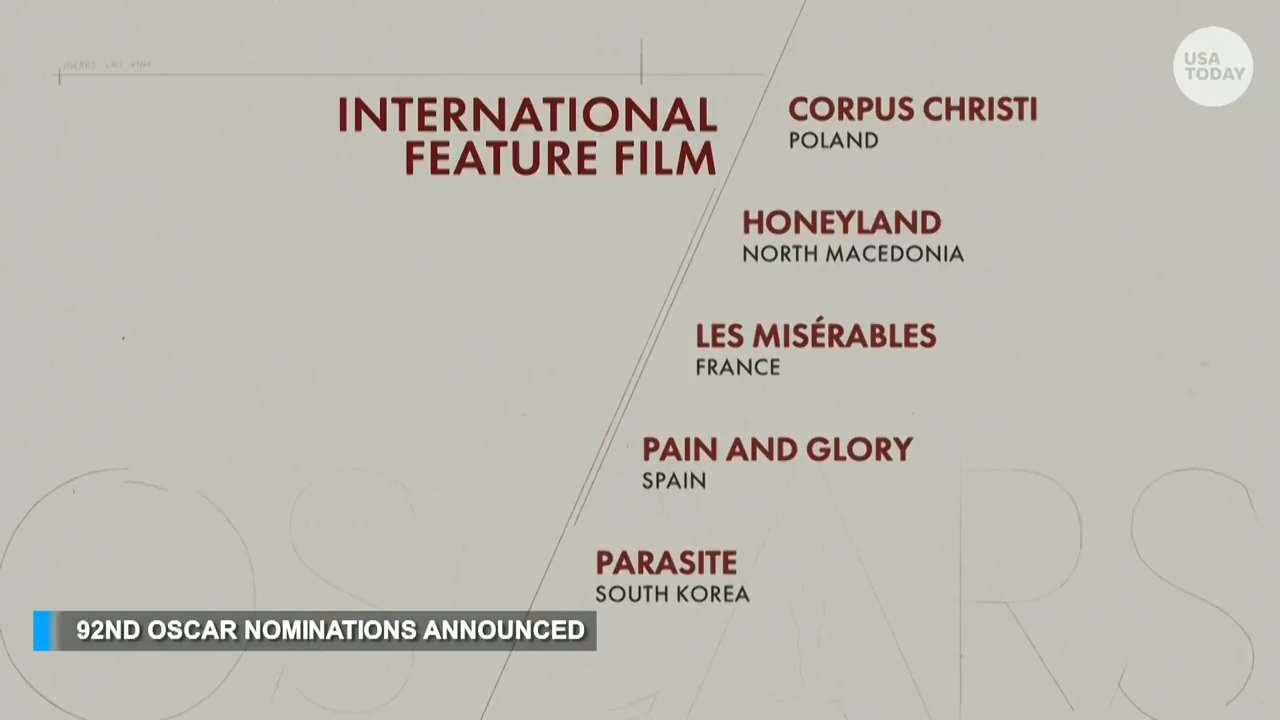 USA
TODAY
INTERNATIONAL
FEATURE FILM
CORPUS CHRISTI
POLAND
HONEYLAND
NORTH MACEDONIA
LES MISÉRABLES
FRANCE
PAIN AND GLORY
SPAIN
PARASITE
SOUTH KOREA
OSCARS
92ND OSCAR NOMINATIONS ANNOUNCED